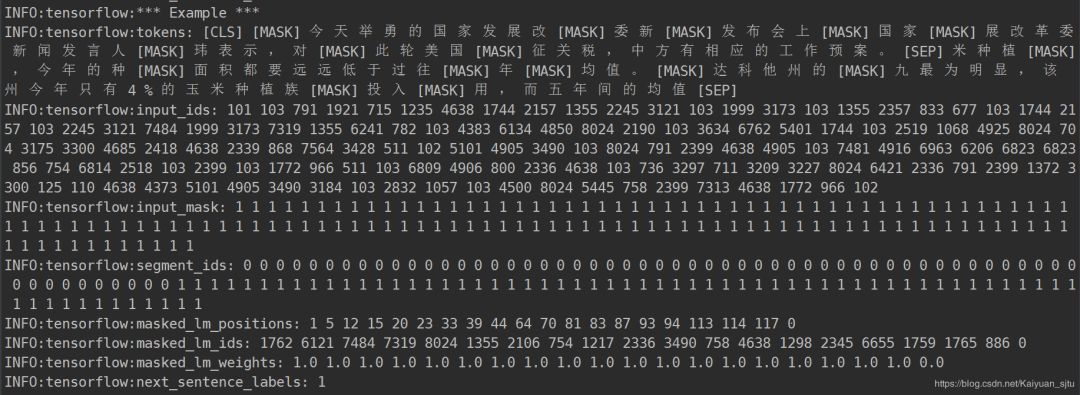 INFO:tensorflow:*** Example ***
INFO:tensorflow:tokens: [CLS] [MASK] 今 天 举 勇 的 国 家 发 展 改 [MASK] 委 新 [MASK] 发 布 会 上 [MASK] 国 家 [MASK] 展 改 革 委
新 闻 发 言 人 [MASK] 玮 表 示 ， 对 [MASK] 此 轮 美 国 [MASK] 征 关 税 ， 中 方 有 相 应 的 工 作 预 案 。 [SEP] 米 种 植 [MASK]
， 今 年 的 种 [MASK] 面 积 都 要 远 远 低 于 过 往 [MASK] 年 [MASK] 均 值 。 [MASK] 达 科 他 州 的 [MASK] 九 最 为 明 显 ， 该
州 今 年 只 有 4 % 的 玉 米 种 植 族 [MASK] 投 入 [MASK] 用 ， 而 五 年 间 的 均 值 [SEP]
INFO:tensorflow:input_ids: 101 103 791 1921 715 1235 4638 1744 2157 1355 2245 3121 103 1999 3173 103 1355 2357 833 677 103 1744 21
57 103 2245 3121 7484 1999 3173 7319 1355 6241 782 103 4383 6134 4850 8024 2190 103 3634 6762 5401 1744 103 2519 1068 4925 8024 70
4 3175 3300 4685 2418 4638 2339 868 7564 3428 511 102 5101 4905 3490 103 8024 791 2399 4638 4905 103 7481 4916 6963 6206 6823 6823
856 754 6814 2518 103 2399 103 1772 966 511 103 6809 4906 800 2336 4638 103 736 3297 711 3209 3227 8024 6421 2336 791 2399 1372 3
300 125 110 4638 4373 5101 4905 3490 3184 103 2832 1057 103 4500 8024 5445 758 2399 7313 4638 1772 966 102
INFO:tensorflow:input_mask: 1 1 1 1 1 1 1 1 1 1 1 1 1 1 1 1 1 1 1 1 1 1 1 1 1 1 1 1 1 1 1 1 1 1 1 1 1 1 1 1 1 1 1 1 1 1 1 1 1 1 1
1 1 1 1 1 1 1 1 1 1 1 1 1 1 1 1 1 1 1 1 1 1 1 1 1 1 1 1 1 1 1 1 1 1 1 1 1 1 1 1 1 1 1 1 1 1 1 1 1 1 1 1 1 1 1 1 1 1 1 1 1 1 1 1 1
1 1 1 1 1 1 1 1 1 1 1 1
INFO:tensorflow:segment_ids: 0 0 0 0 0 0 0 0 0 0 0 0 0 0 0 0 0 0 0 0 0 0 0 0 0 0 0 0 0 0 0 0 0 0 0 0 0 0 0 0 0 0 0 0 0 0 0 0 0 0 0
0 0 0 0 0 0 0 0 0 0 1 1 1 1 1 1 1 1 1 1 1 1 1 1 1 1 1 1 1 1 1 1 1 1 1 1 1 1 1 1 1 1 1 1 1 1 1 1 1 1 1 1 1 1 1 1 1 1 1 1 1 1 1 1 1
1 1 1 1 1 1 1 1 1 1 1 1
INFO:tensorflow:masked_lm_positions: 1 5 12 15 20 23 33 39 44 64 70 81 83 87 93 94 113 114 117 0
INFO:tensorflow:masked_lm_ids: 1762 6121 7484 7319 8024 1355 2106 754 1217 2336 3490 758 4638 1298 2345 6655 1759 1765 886 0
INFO:tensorflow:masked_lm_weights: 1.0 1.0 1.0 1.0 1.0 1.0 1.0 1.0 1.0 1.0 1.0 1.0 1.0 1.0 1.0 1.0 1.0 1.0 1.0 0.0
INFO:tensorflow:next_sentence_labels: 1
https://blog.csdn.net/Kaiyuan_sjtu